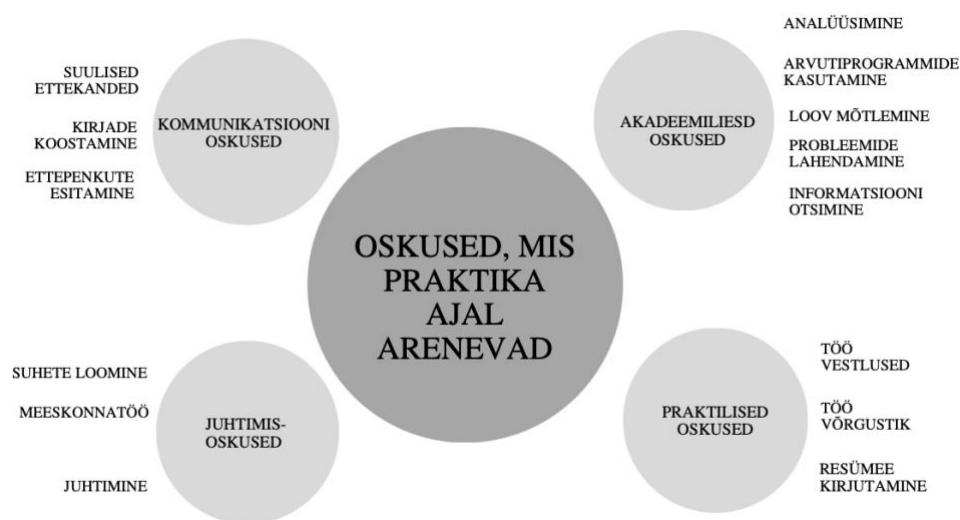 SUULISED
ETTEKANDED
KIRJADE
KOOSTAMINE
ETTEPENKUTE
ESITAMINE
KOMMUNIKATSIOONI
OSKUSED
AKADEEMILIESD
OSKUSED
ANALÜÜSIMINE
ARVUTIPROGRAMMIDE
KASUTAMINE
LOOV MÕTLEMINE
PROBLEEMIDE
LAHENDAMINE
INFORMATSIOONI
OTSIMINE
OSKUSED, MIS
PRAKTIKA
AJAL
ARENEVAD
SUHETE LOOMINE
MEESKONNATÖÖ
JUHTIMINE
JUHTIMIS-
OSKUSED
PRAKTILISED
OSKUSED
TÖÖ
VESTLUSED
TÖÖ
VÕRGUSTIK
RESÜMEE
KIRJUTAMINE